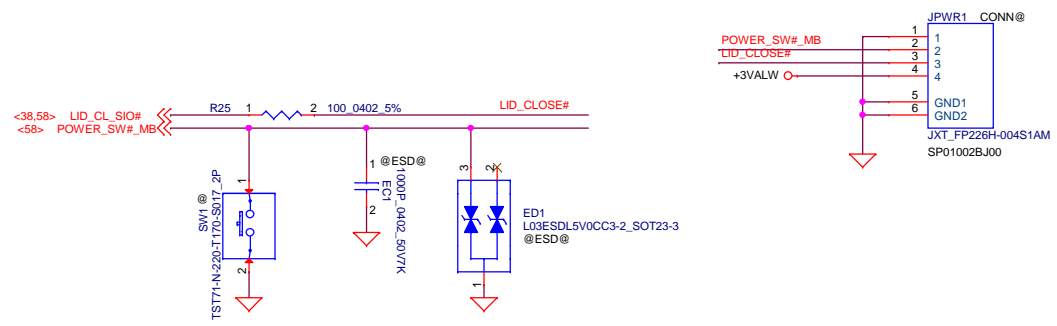 JPWR1 CONN@
1 1
POWER_SW#_MB 2 2
LID_CLOSE# 3 3
+3VALW 4 4
5 GND1
6 GND2
JXT_FP226H-004S1AM
SP01002BJ00
<38,58> LID_CL_SIO# R25 1 2 100_0402_5% LID_CLOSE#
<58> POWER_SW#_MB
1
2
SW1 @
TST71-N-220-T170-S017_2P
1 @ESD@
2
EC1
1000P_0402_50V7K
3 2
1
ED1
L03ESDL5V0CC3-2_SOT23-3
@ESD@